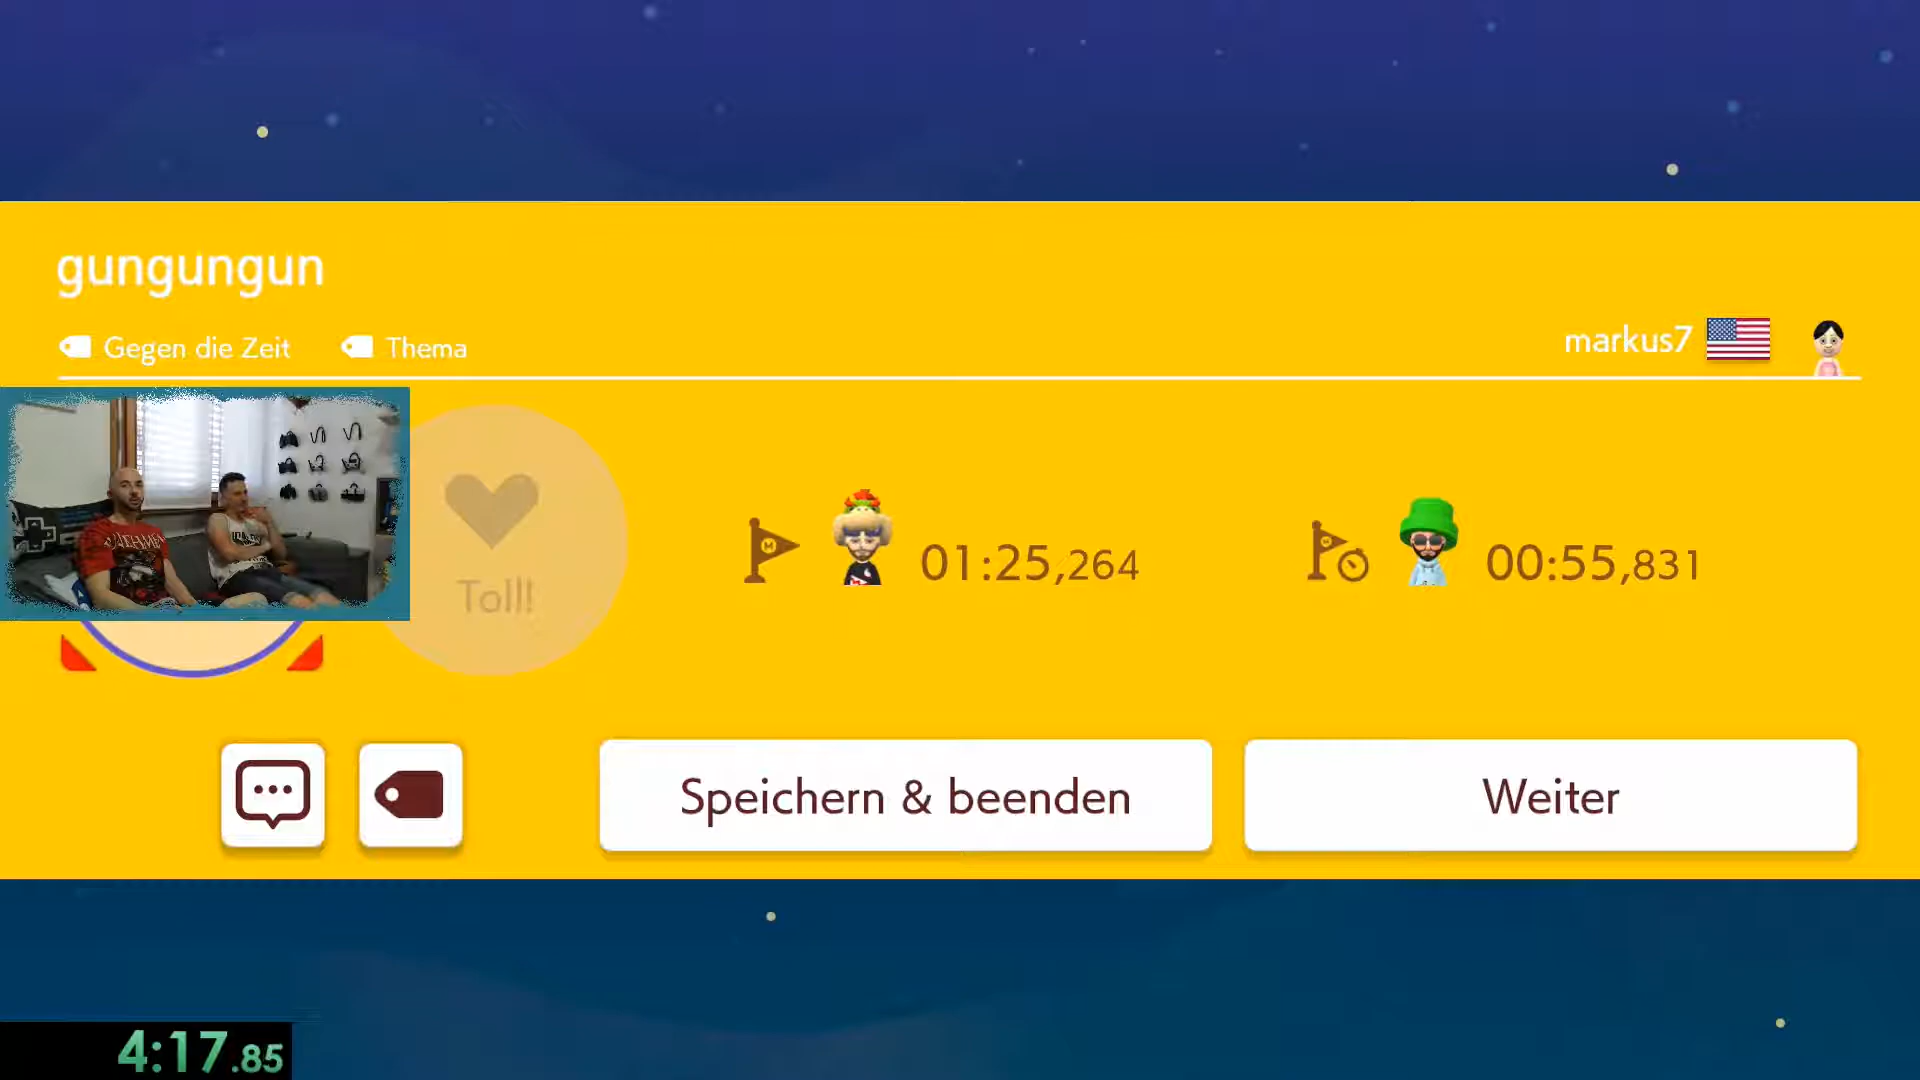 gungungun
Gegen die Zeit Thema
markus7
Toll!
01:25,264
00:55,831
Speichern & beenden
Weiter
4:17.85